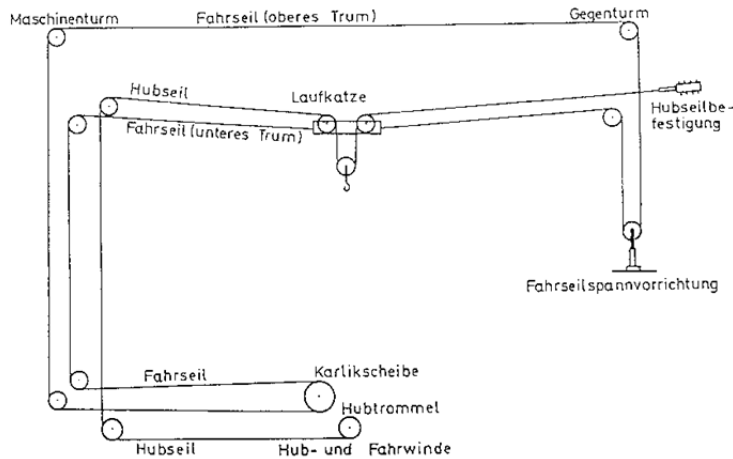 Maschinenturm
Fahrseil (oberes Trum)
Gegenturm
Hubseil
Laufkatze
Hubseilbe-
festigung
Fahrseil (unteres Trum)
Fahrseilspannvorrichtung
Fahrseil
Karlikscheibe
Hubtrommel
Hubseil
Hub- und Fahrwinde